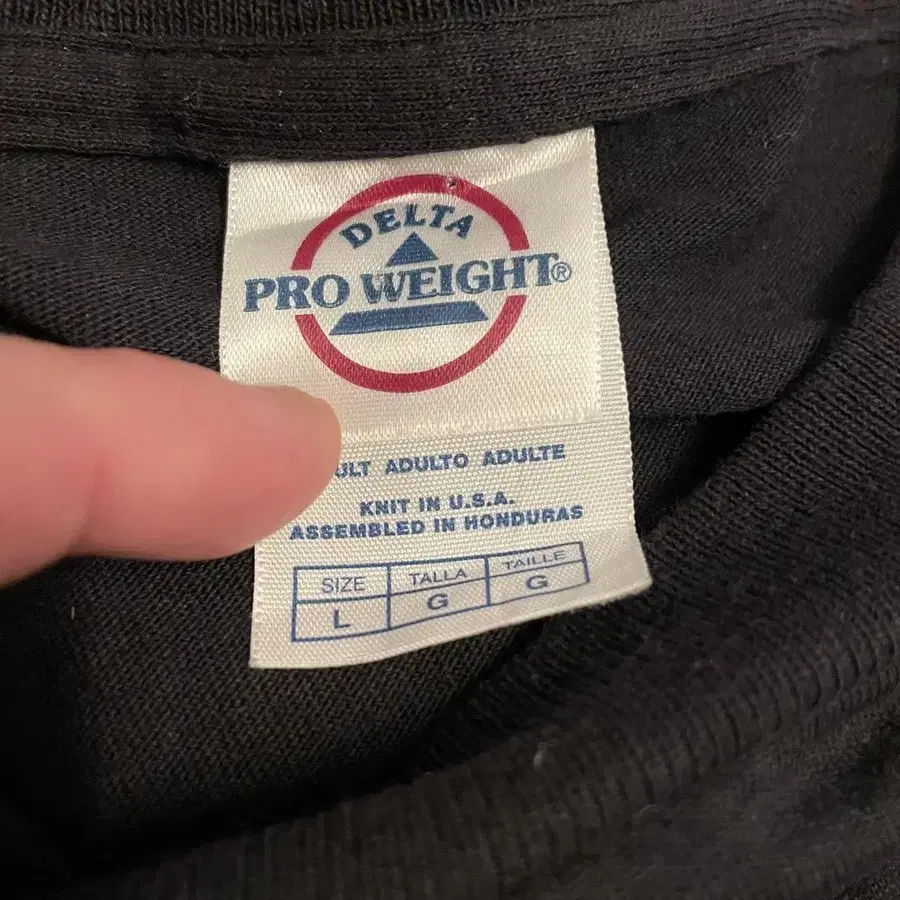 DELTA
PRO WEIGHT®
ADULTO ADULTE
KNIT IN U.S.A.
ASSEMBLED IN HONDURAS
SIZE TALLA TAILLE
L G G